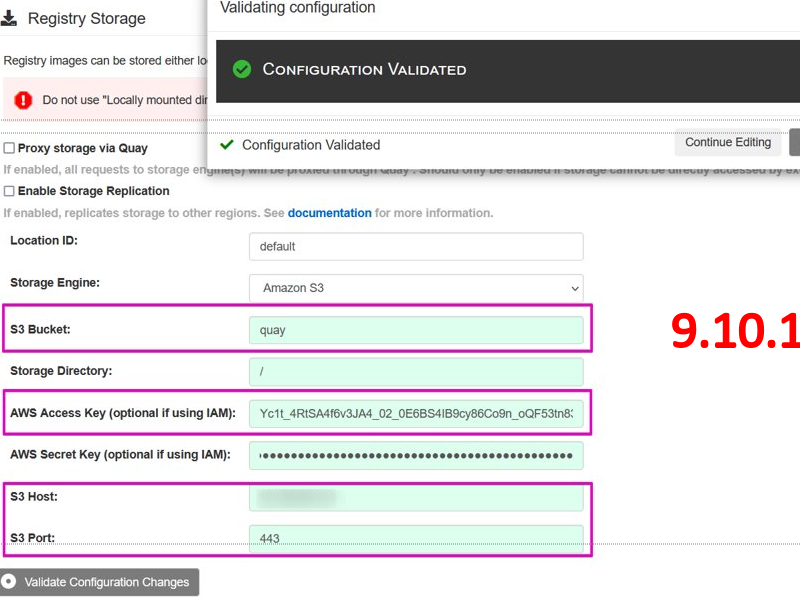 Registry Storage
Validating configuration
Registry images can be stored either lo
CONFIGURATION VALIDATED
Do not use "Locally mounted dir
Configuration Validated
Continue Editing
Proxy storage via Quay
If enabled, all requests to storage engine(s) will be proxied through Quay . Should only be enabled if storage cannot be directly accessed by ex
Enable Storage Replication
If enabled, replicates storage to other regions. See documentation for more information.
Location ID: default
Storage Engine: Amazon S3
S3 Bucket: quay
9.10.1
Storage Directory: /
AWS Access Key (optional if using IAM): Yc1t_4RtSA4f6v3JA4_02_0E6BS4IB9cy86Co9n_oQF53tn83
AWS Secret Key (optional if using IAM):
S3 Host:
S3 Port: 443
Validate Configuration Changes